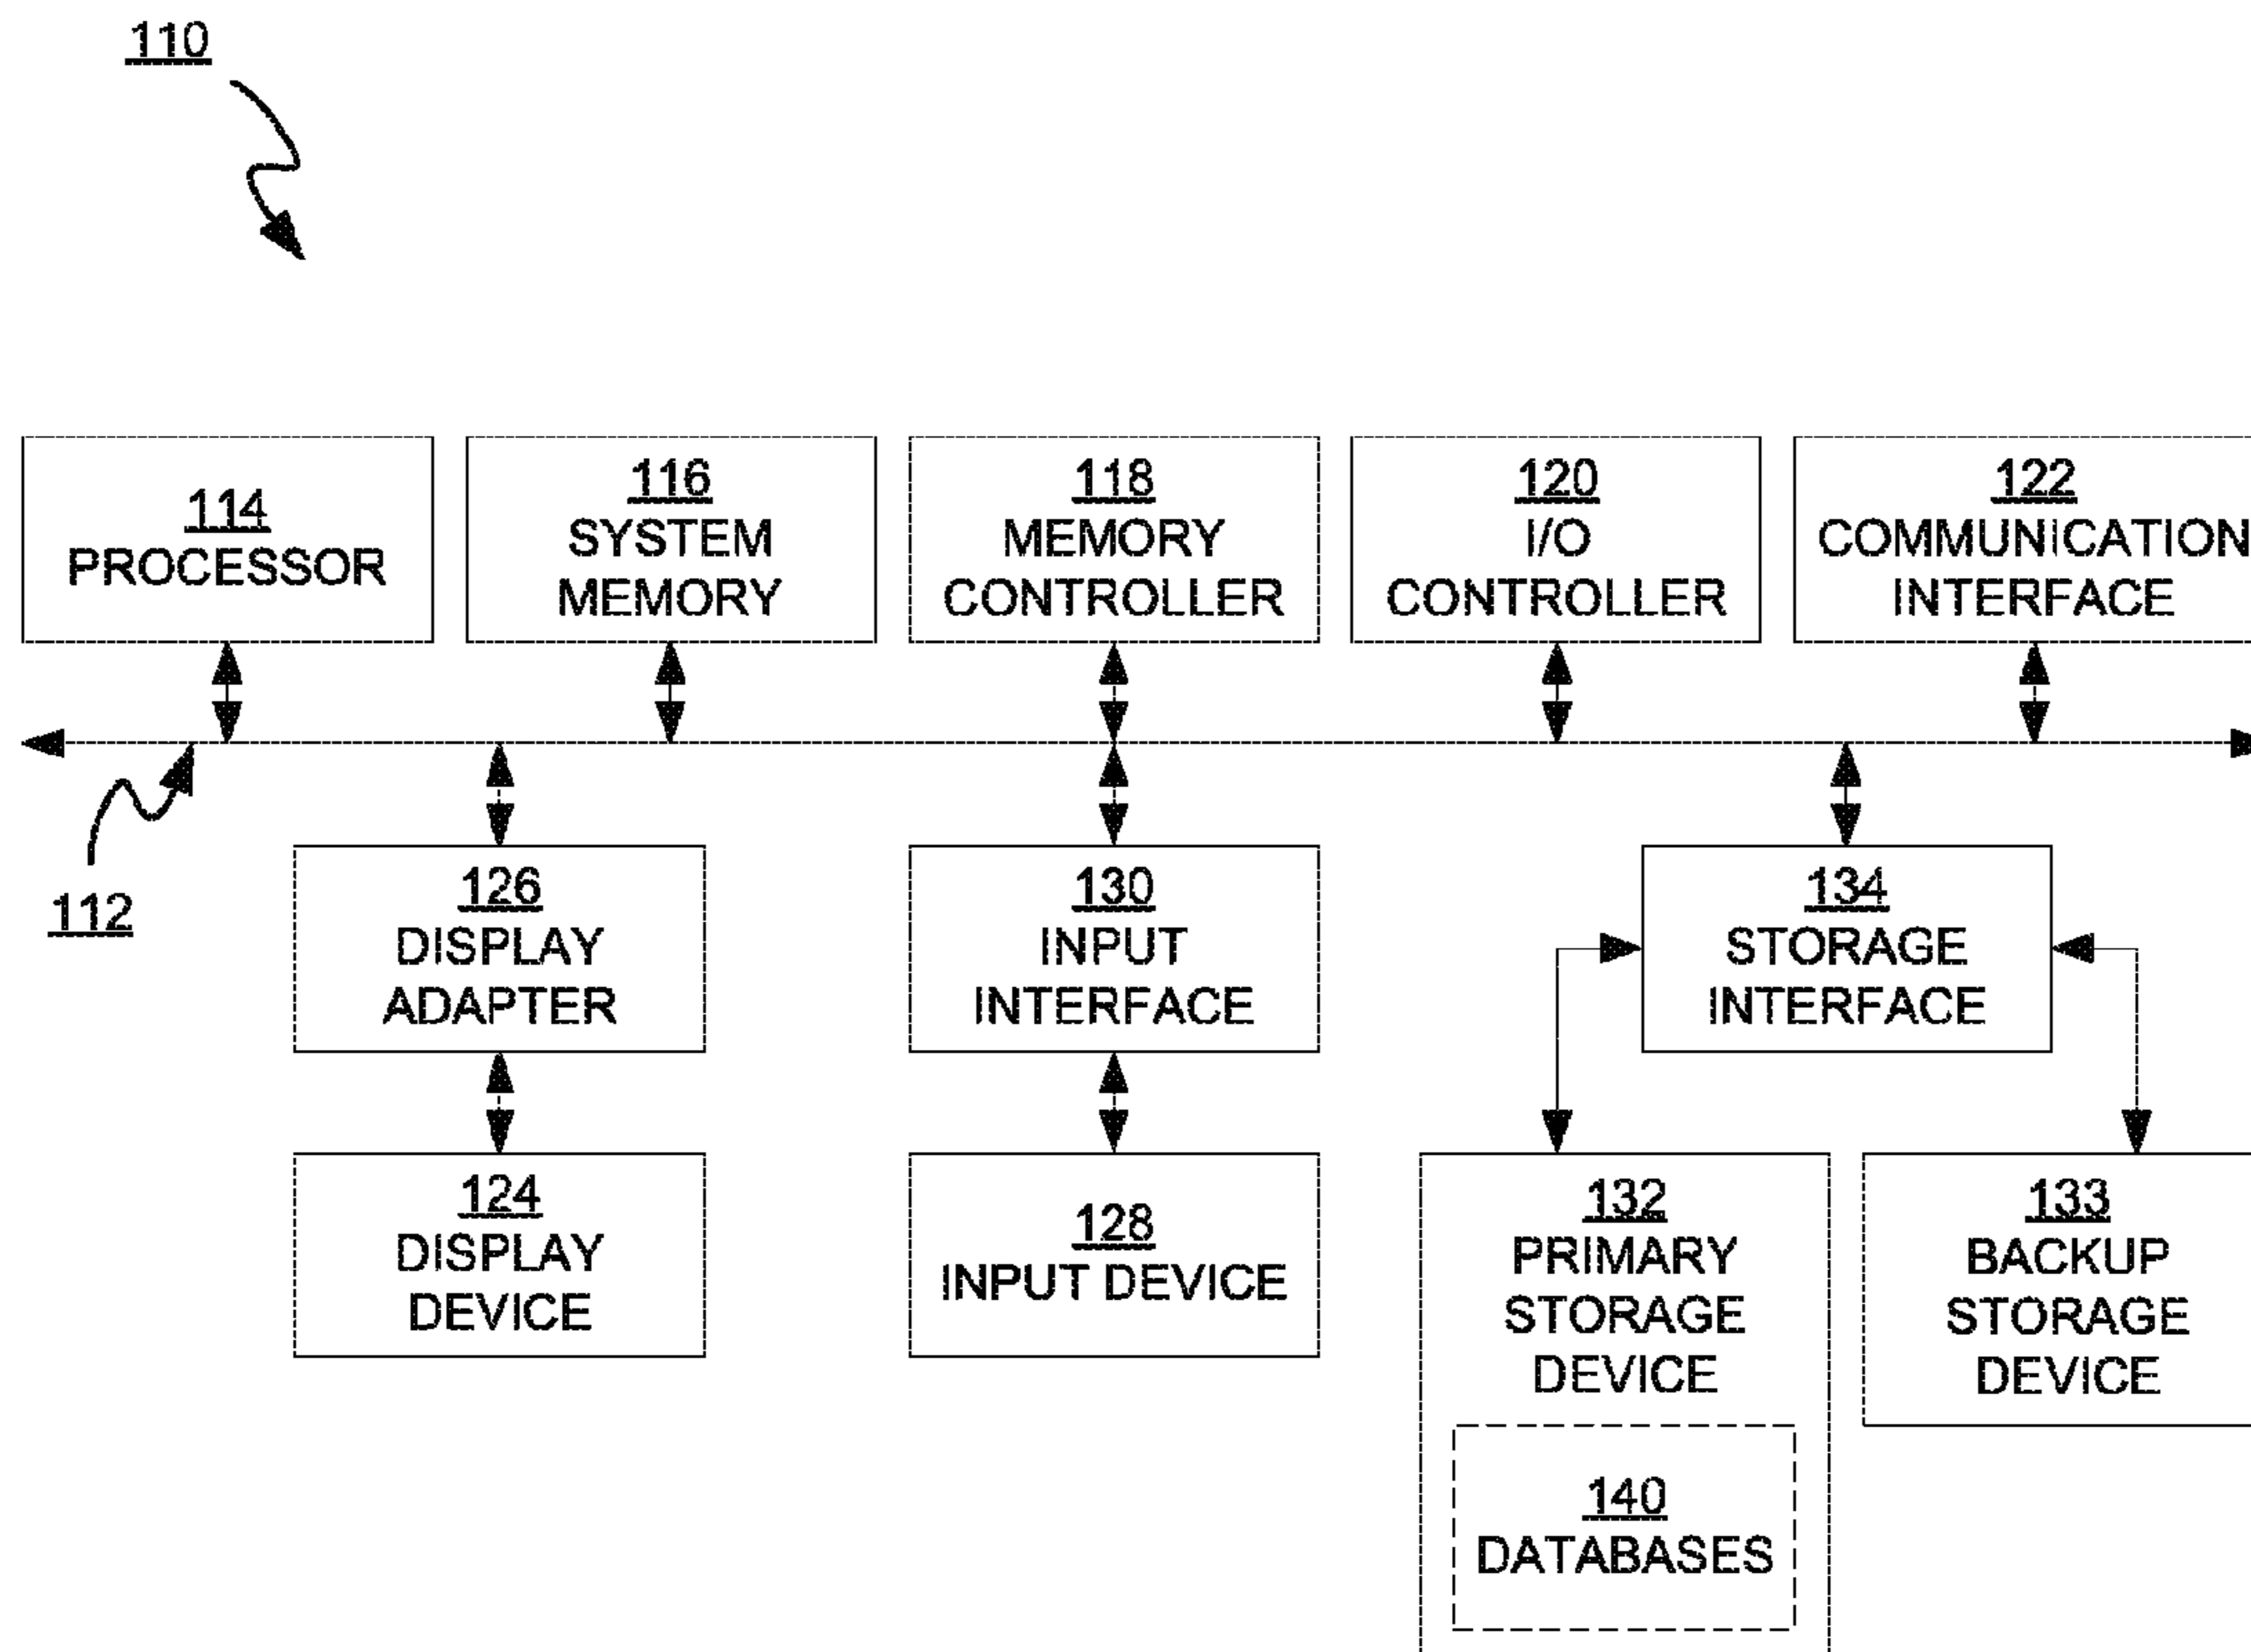 110
114
PROCESSOR
116
SYSTEM
MEMORY
118
MEMORY
CONTROLLER
120
I/O
CONTROLLER
122
COMMUNICATION
INTERFACE
112
126
DISPLAY
ADAPTER
130
INPUT
INTERFACE
134
STORAGE
INTERFACE
124
DISPLAY
DEVICE
128
INPUT DEVICE
132
PRIMARY
STORAGE
DEVICE
133
BACKUP
STORAGE
DEVICE
140
DATABASES